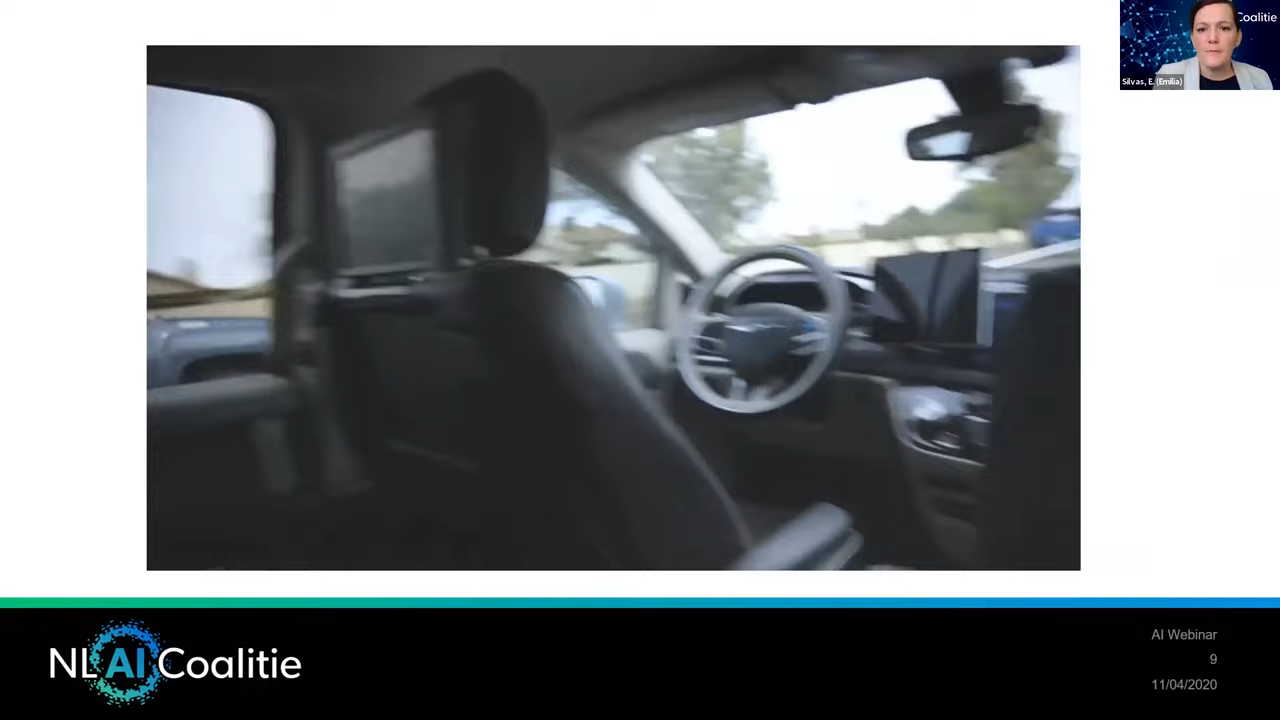 Coalitie
Silvas, E. (Emilia)
NL AI Coalitie
AI Webinar
9
11/04/2020